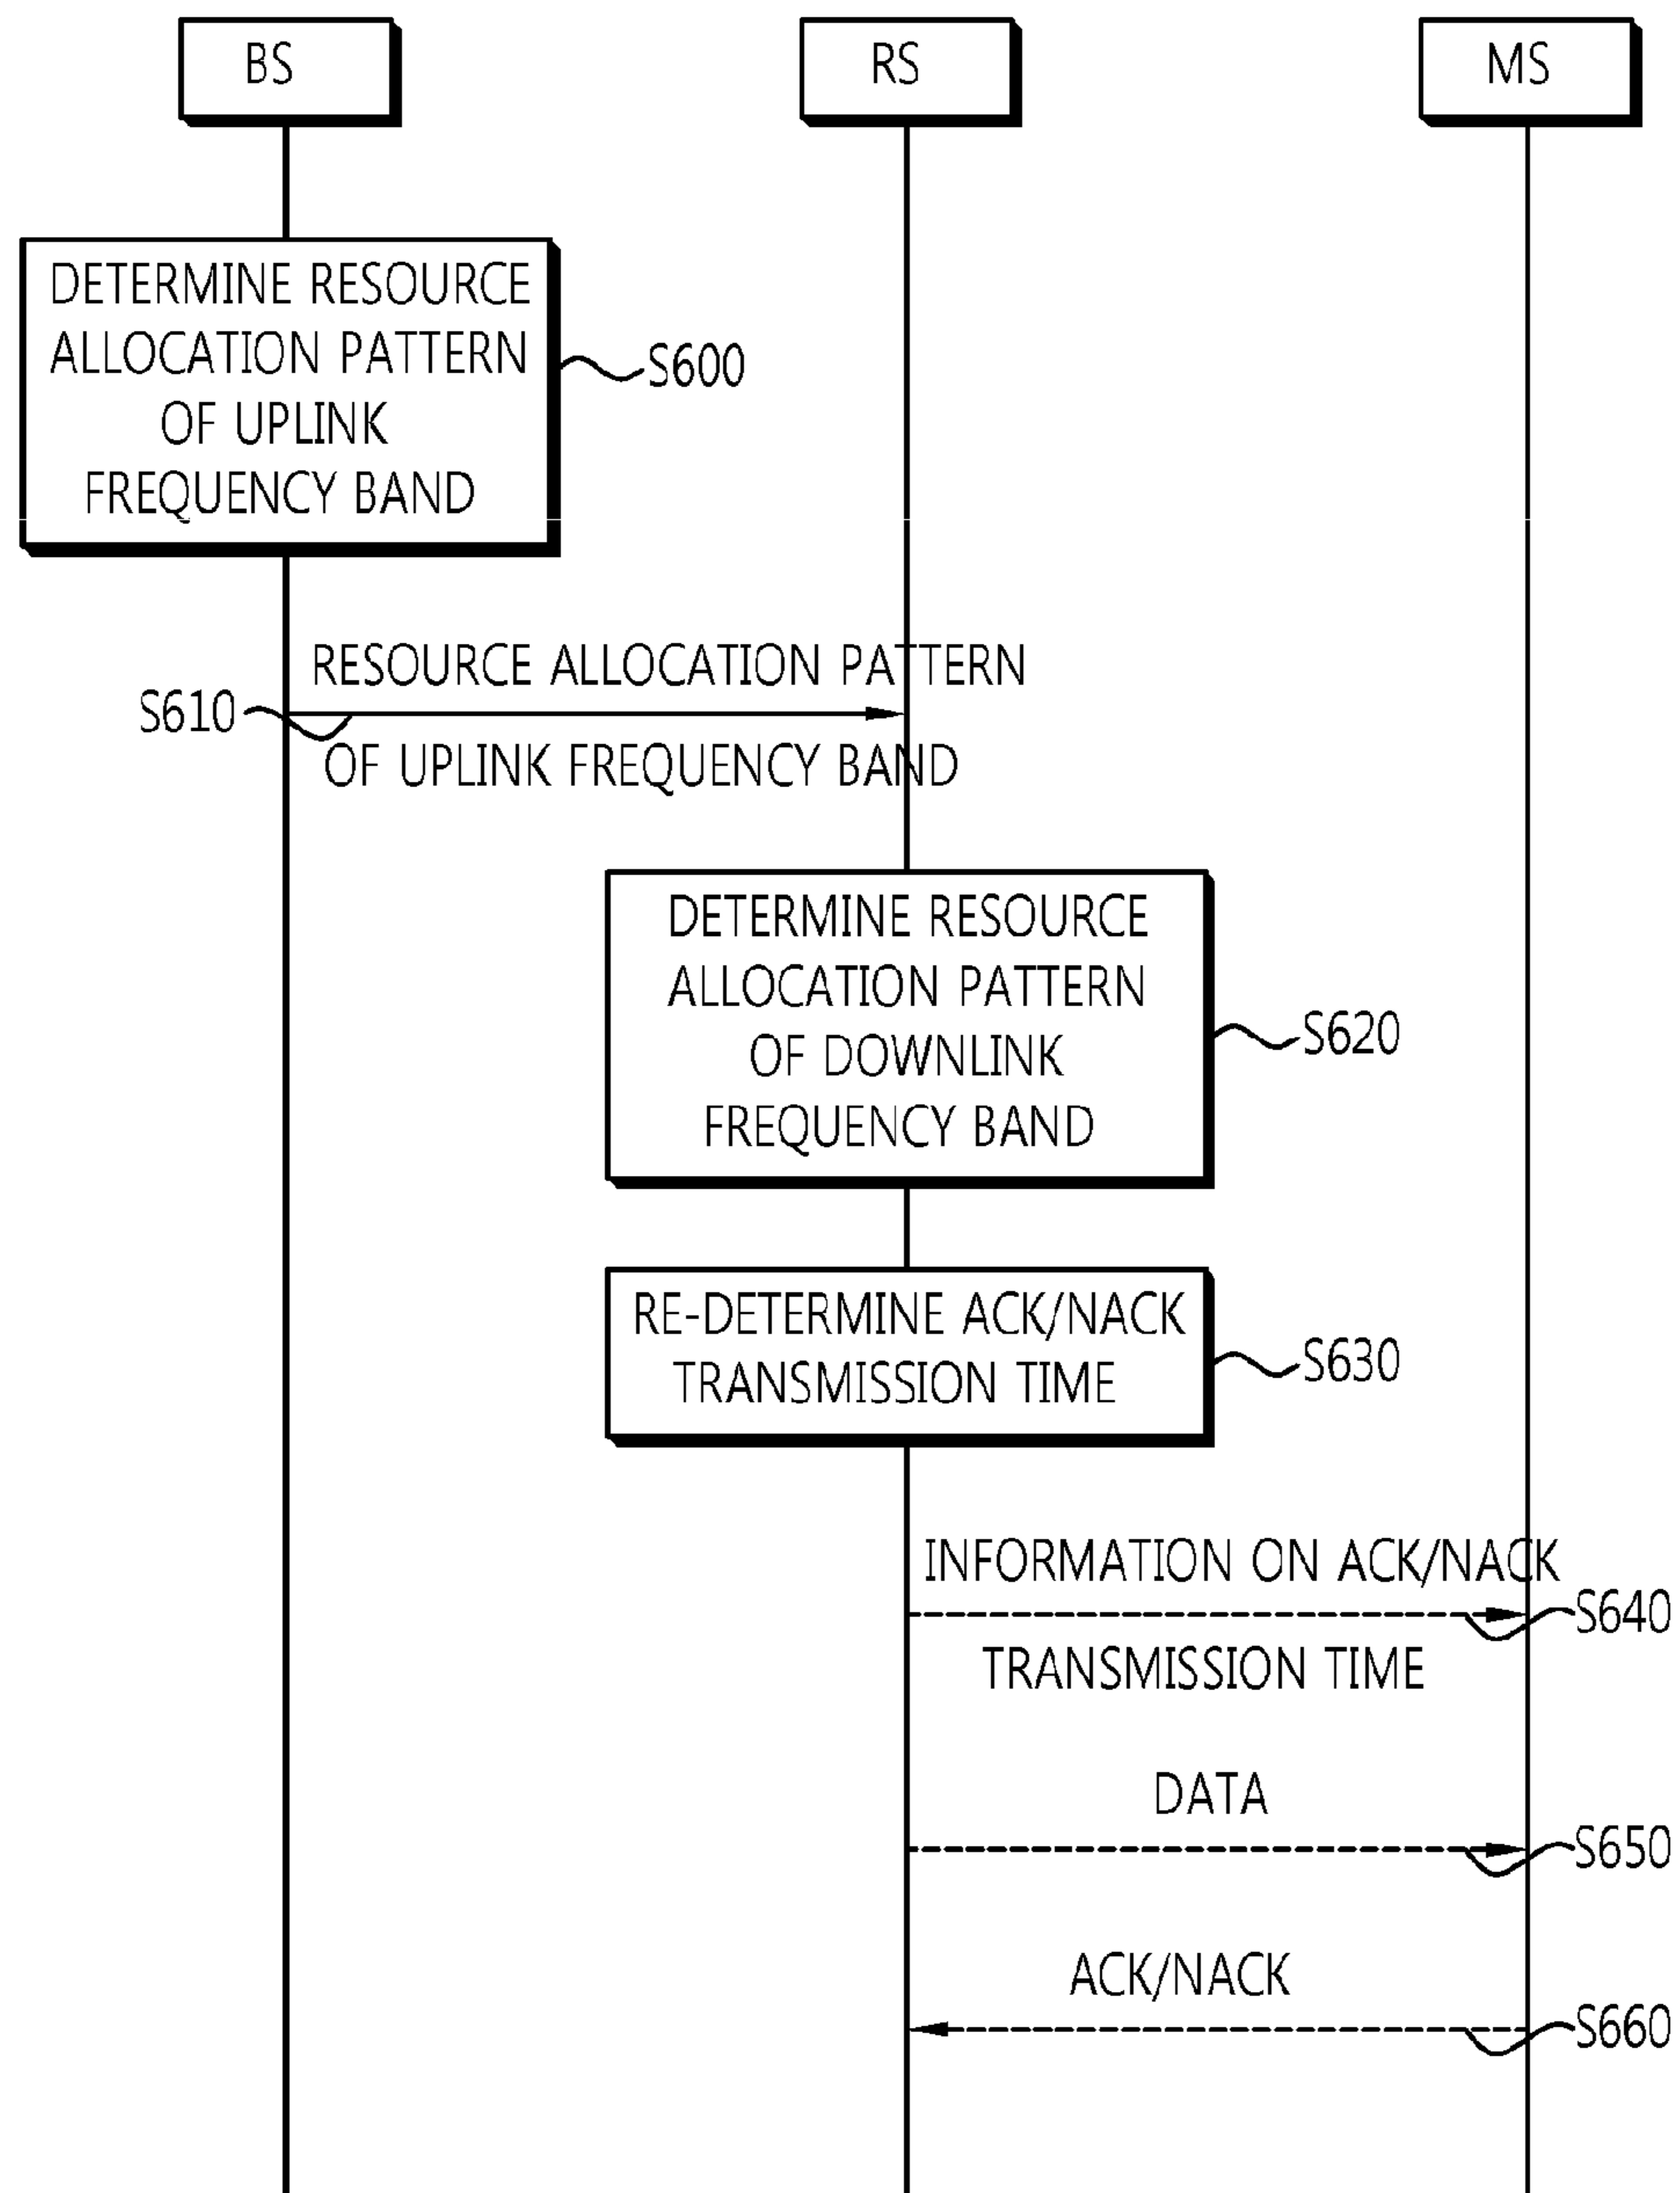 BS
RS
MS
DETERMINE RESOURCE
ALLOCATION PATTERN
OF UPLINK
FREQUENCY BAND
S600
RESOURCE ALLOCATION PATTERN
S610
OF UPLINK FREQUENCY BAND
DETERMINE RESOURCE
ALLOCATION PATTERN
OF DOWNLINK
FREQUENCY BAND
S620
RE-DETERMINE ACK/NACK
TRANSMISSION TIME
S630
INFORMATION ON ACK/NACK
S640
TRANSMISSION TIME
DATA
S650
ACK/NACK
S660